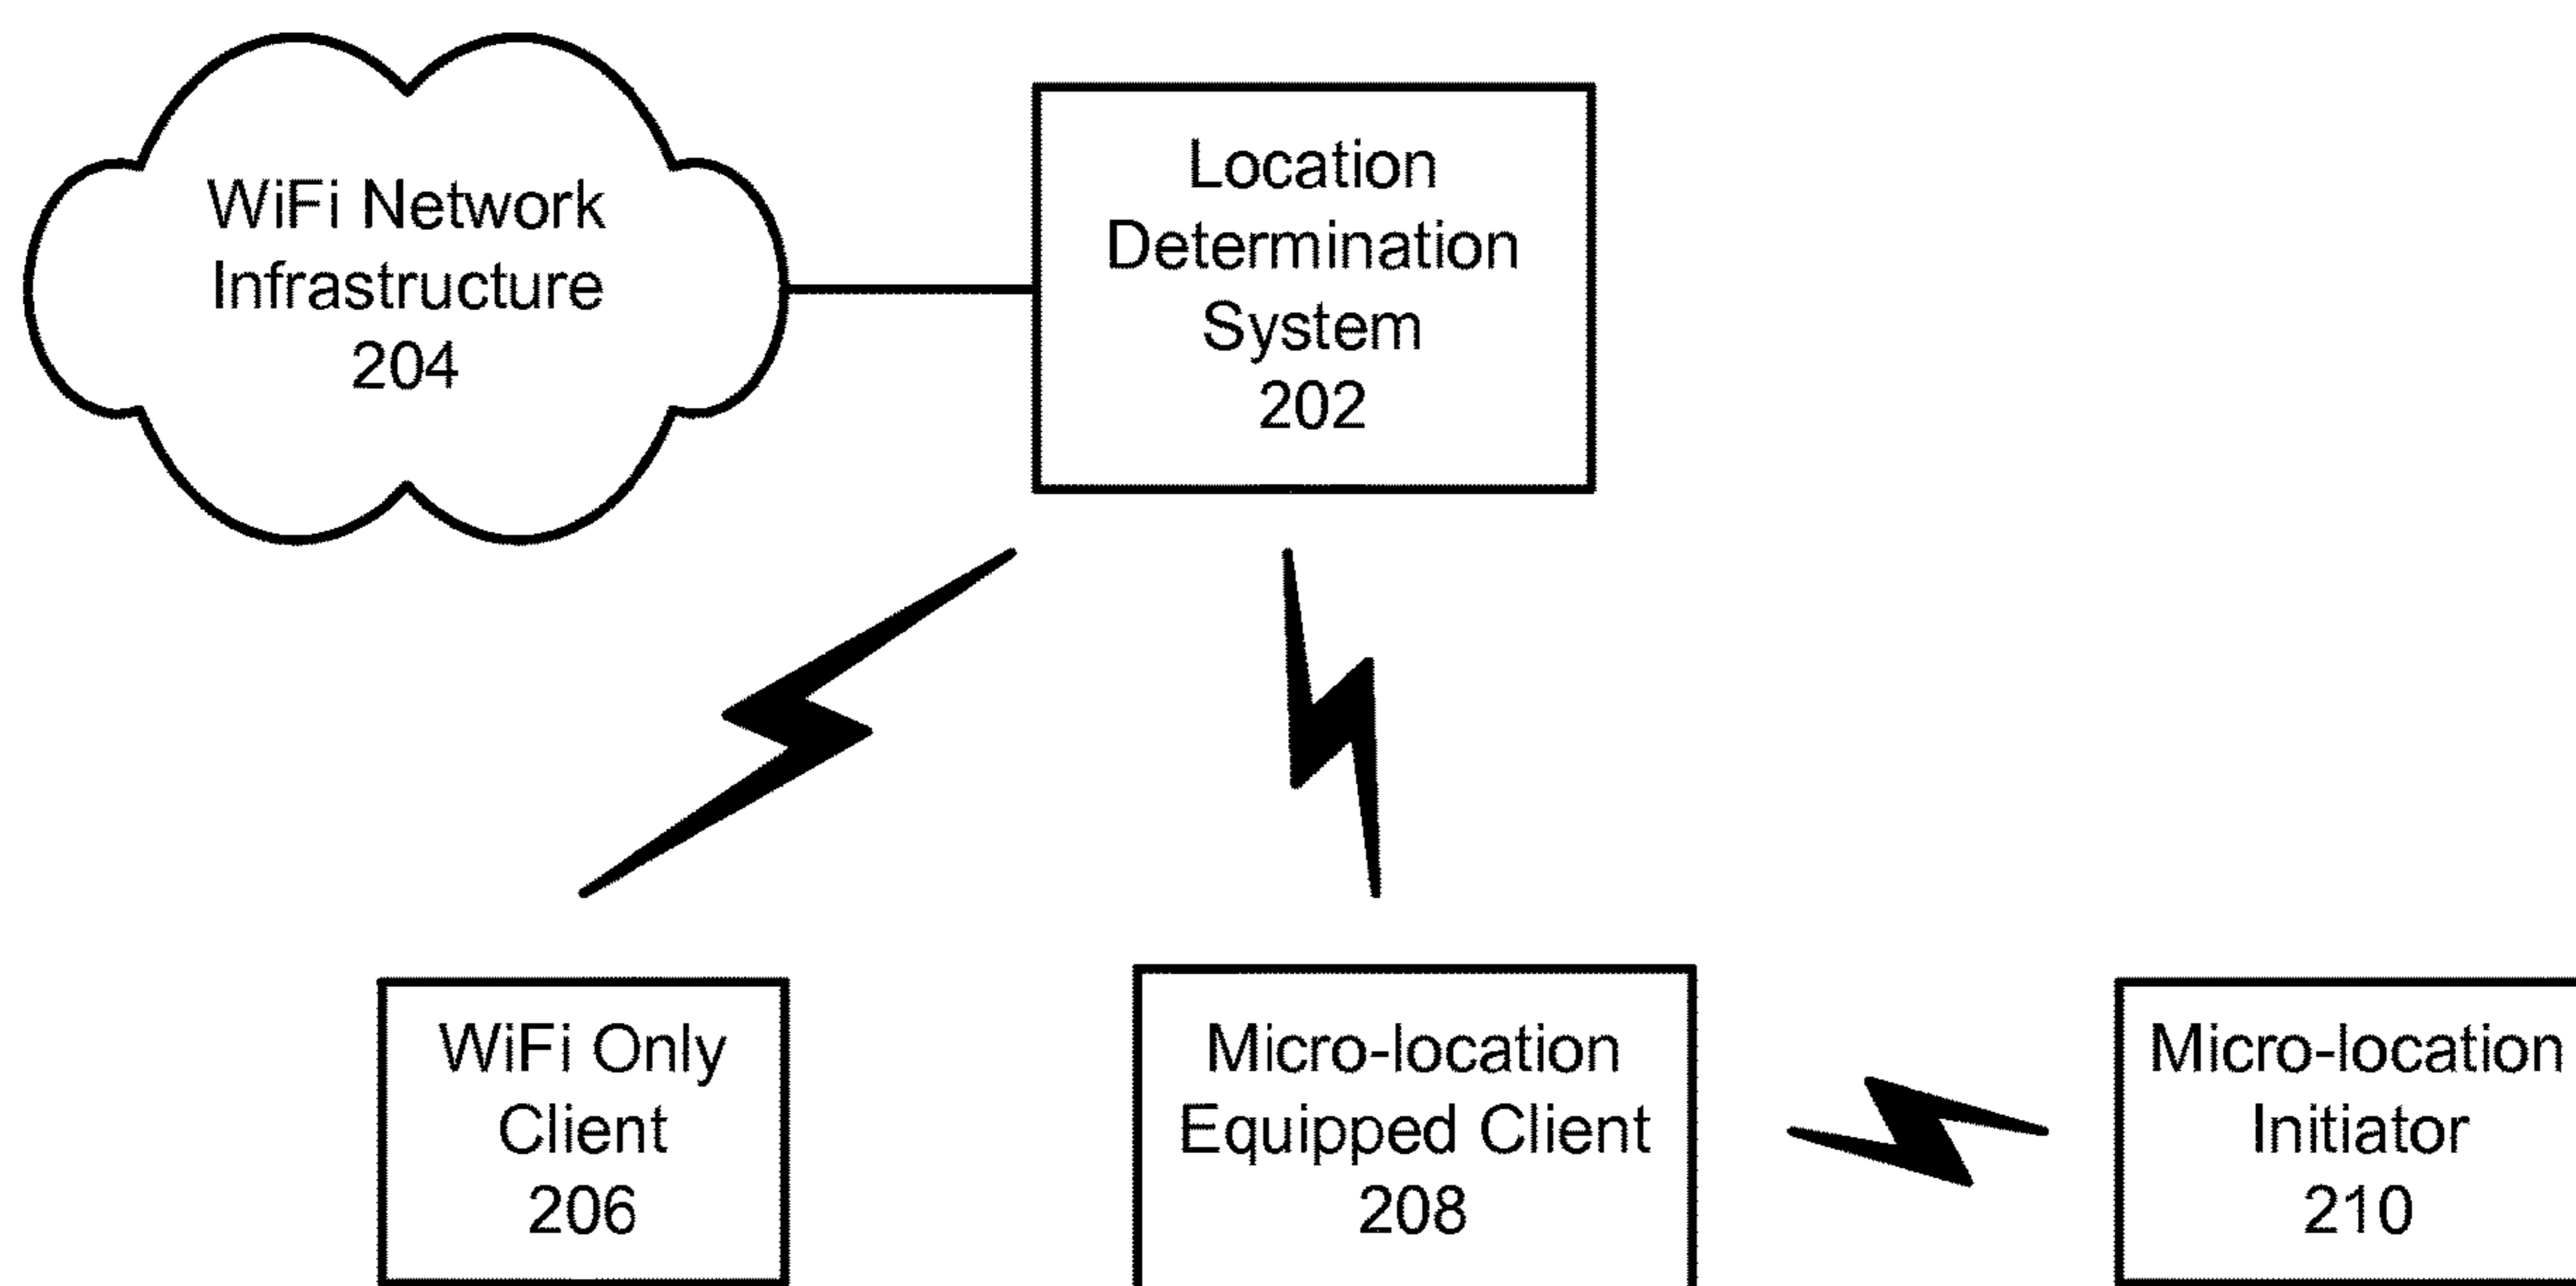 WiFi Network
Infrastructure
204
Location
Determination
System
202
WiFi Only
Client
206
Micro-location
Equipped Client
208
Micro-location
Initiator
210